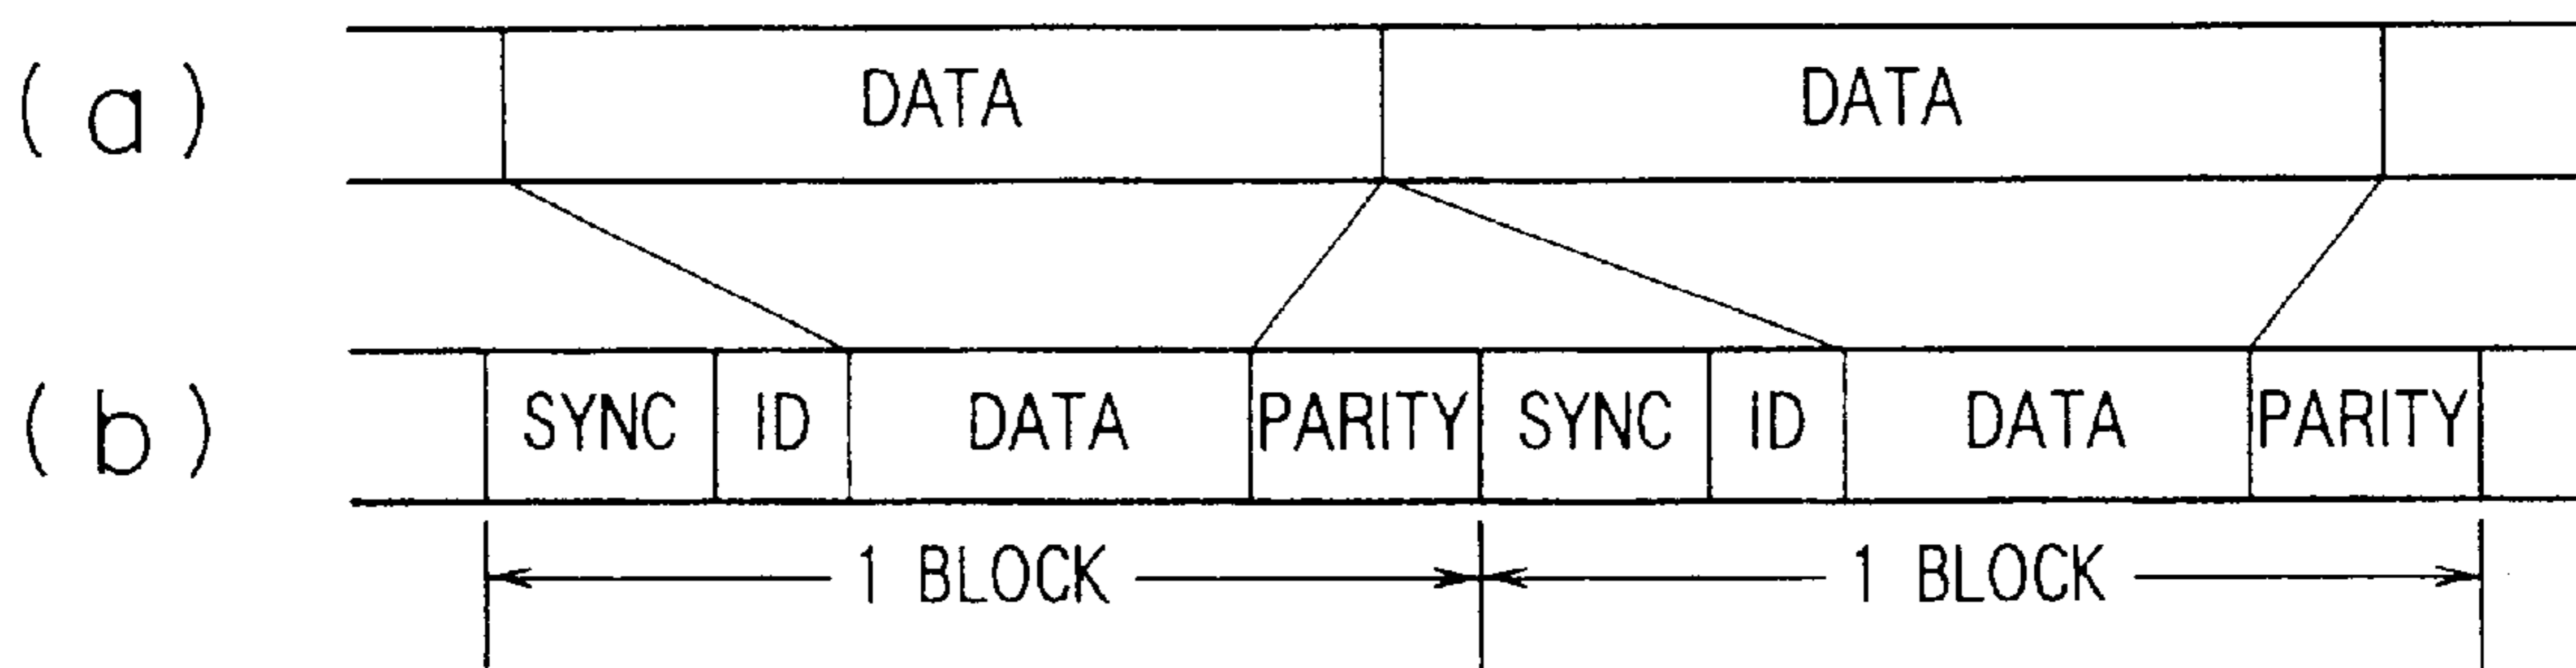 (a) DATA DATA
(b) SYNC ID DATA PARITY SYNC ID DATA PARITY
1 BLOCK 1 BLOCK